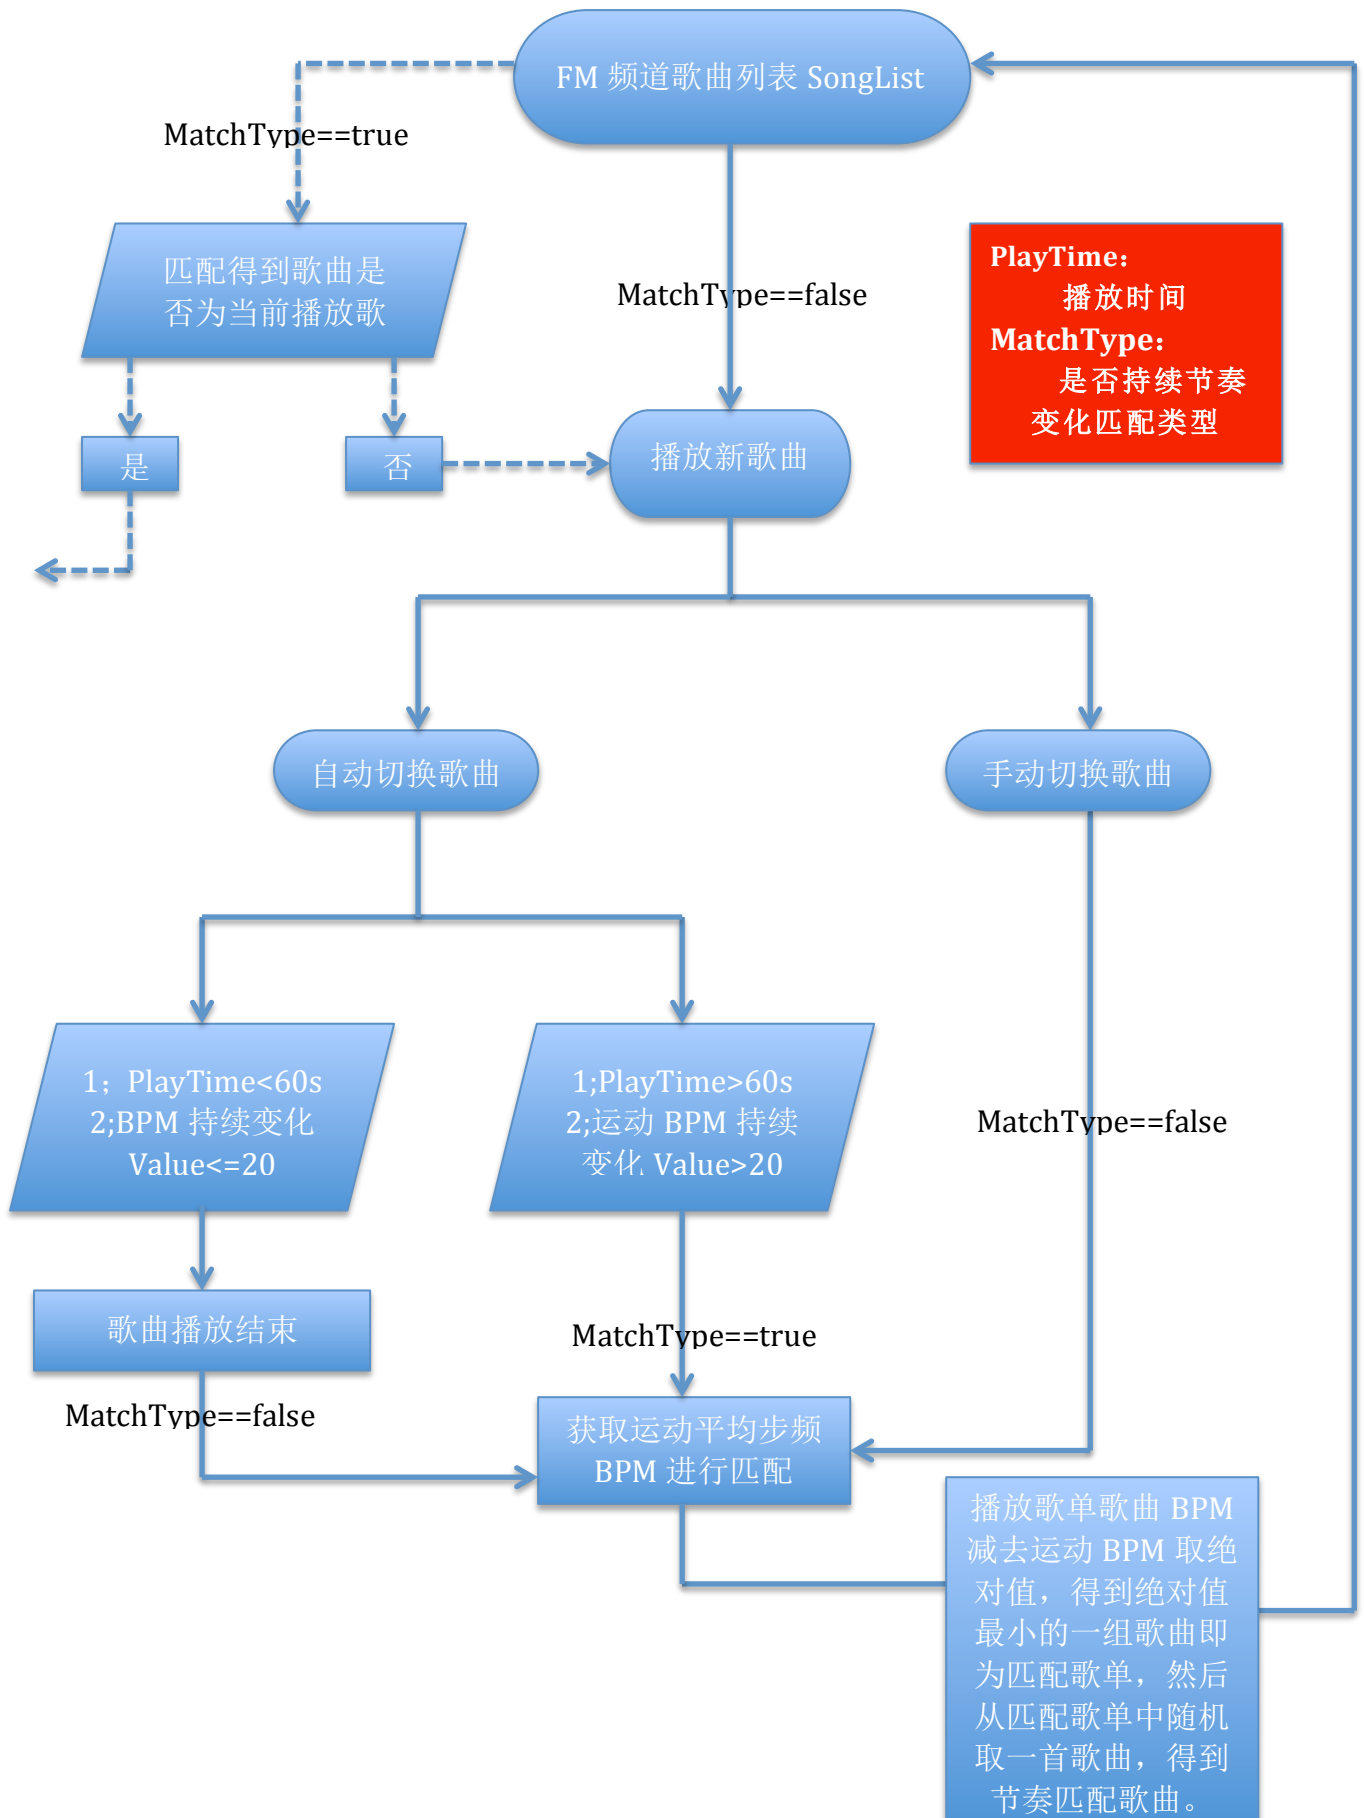 FM 频道歌曲列表 SongList
MatchType==true
匹配得到歌曲是
否为当前播放歌
MatchType==false
PlayTime：
播放时间
MatchType：
是否持续节奏
变化匹配类型
是
否
播放新歌曲
自动切换歌曲
手动切换歌曲
1；PlayTime<60s
2;BPM 持续变化
Value<=20
1;PlayTime>60s
2;运动 BPM 持续
变化 Value>20
MatchType==false
歌曲播放结束
MatchType==true
MatchType==false
获取运动平均步频
BPM 进行匹配
播放歌单歌曲 BPM
减去运动 BPM 取绝
对值，得到绝对值
最小的一组歌曲即
为匹配歌单，然后
从匹配歌单中随机
取一首歌曲，得到
节奏匹配歌曲。